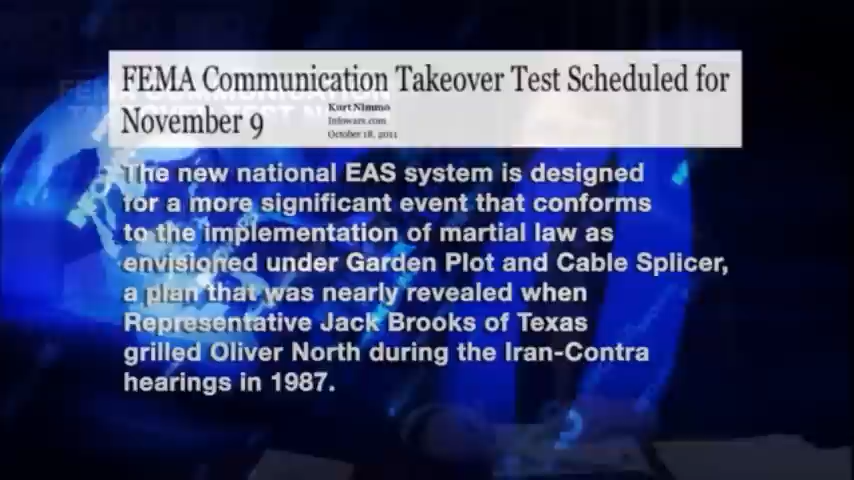 FEMA Communication Takeover Test Scheduled for
November 9
Kurt Nimmo
Infowars.com
October 18, 2011
The new national EAS system is designed
for a more significant event that conforms
to the implementation of martial law as
envisioned under Garden Plot and Cable Splicer,
a plan that was nearly revealed when
Representative Jack Brooks of Texas
grilled Oliver North during the Iran-Contra
hearings in 1987.